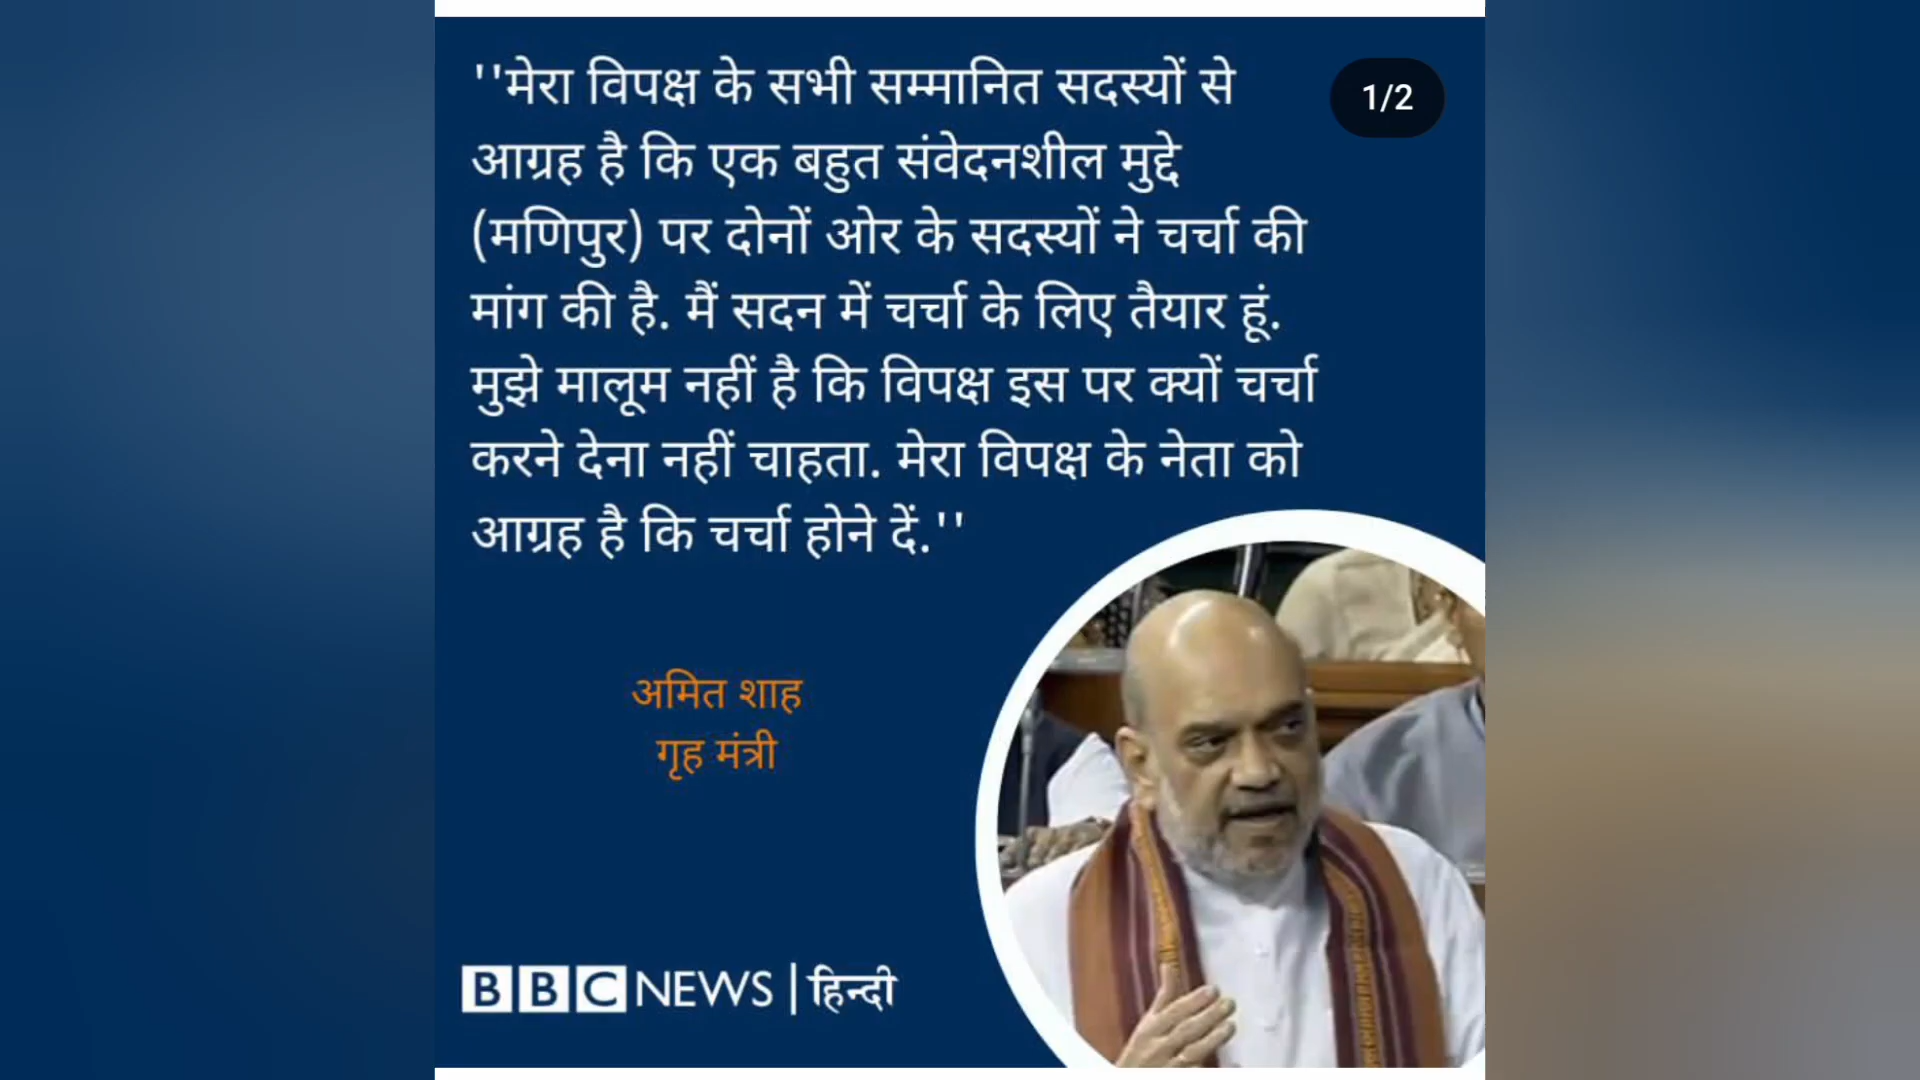 ''मेरा विपक्ष के सभी सम्मानित सदस्यों से
आग्रह है कि एक बहुत संवेदनशील मुद्दे
(मणिपुर) पर दोनों ओर के सदस्यों ने चर्चा की
मांग की है. मैं सदन में चर्चा के लिए तैयार हूं.
मुझे मालूम नहीं है कि विपक्ष इस पर क्यों चर्चा
करने देना नहीं चाहता. मेरा विपक्ष के नेता को
आग्रह है कि चर्चा होने दें.''
1/2
अमित शाह
गृह मंत्री
BBC NEWS | हिन्दी